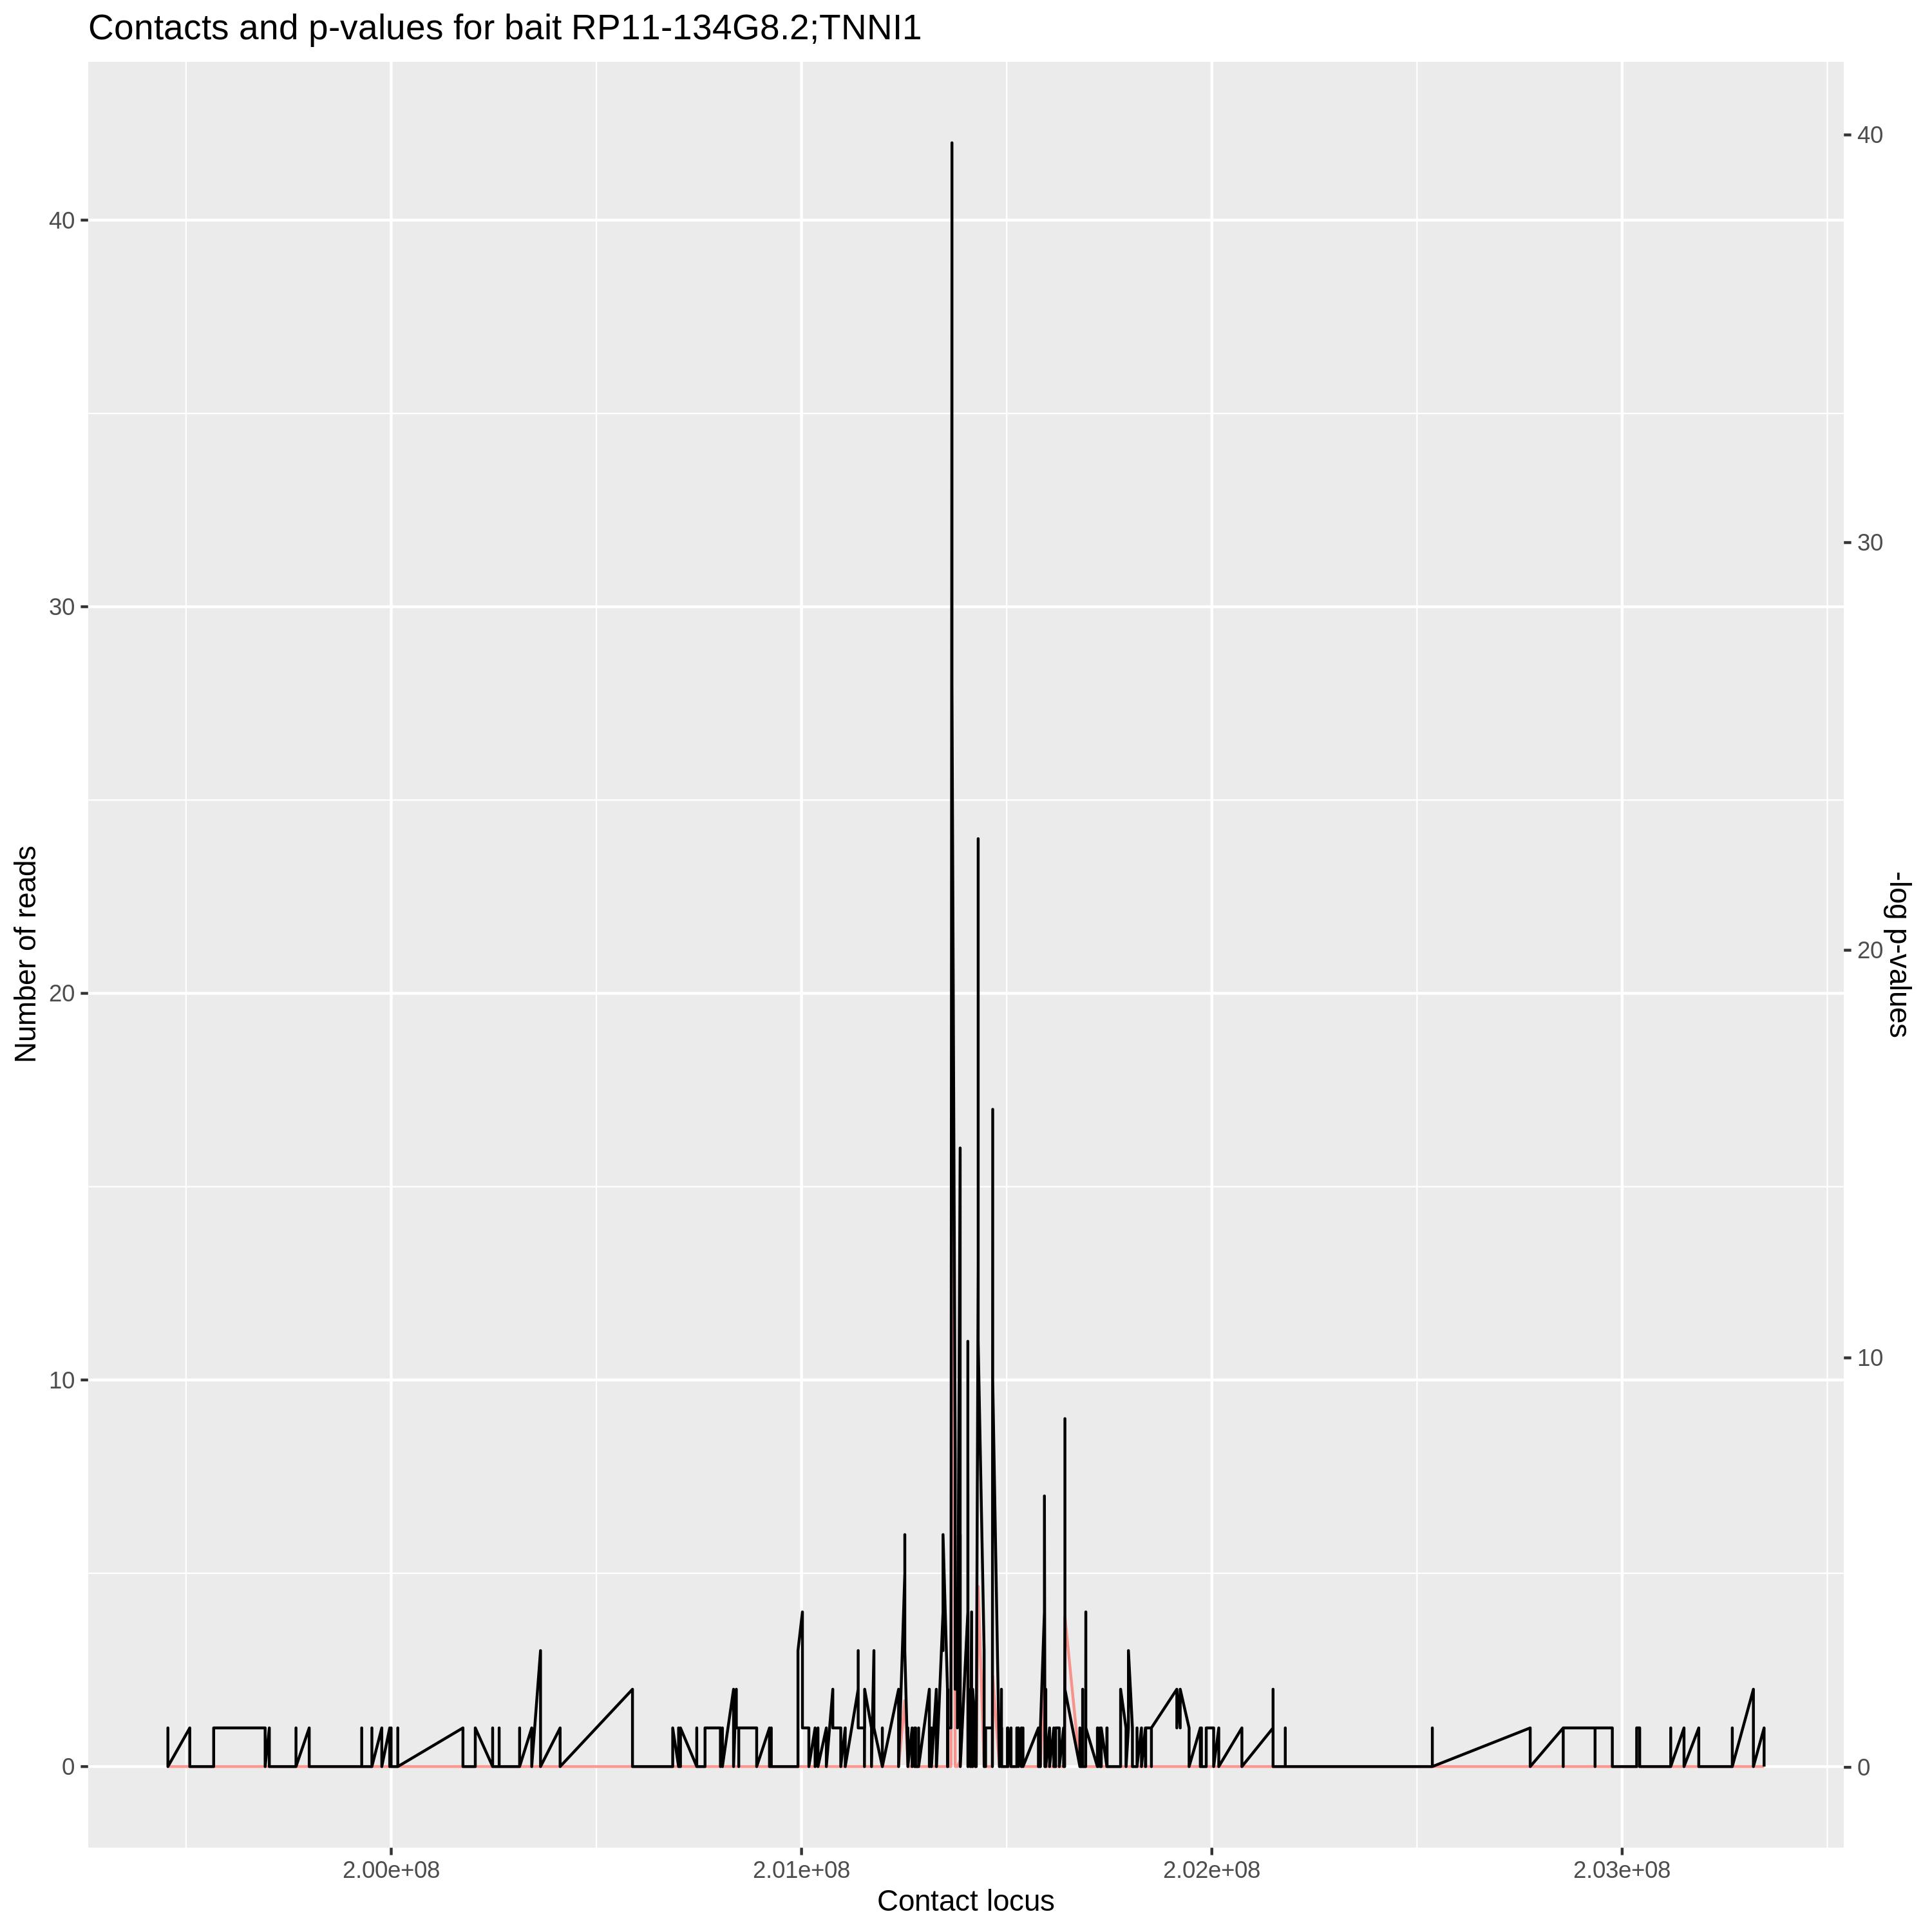 Contacts and p-values for bait RP11-134G8.2;TNNI1
40
30
20
10
0
Number of reads
40
30
20
10
0
-log p-values
2.00e+08
2.01e+08
2.02e+08
2.03e+08
Contact locus